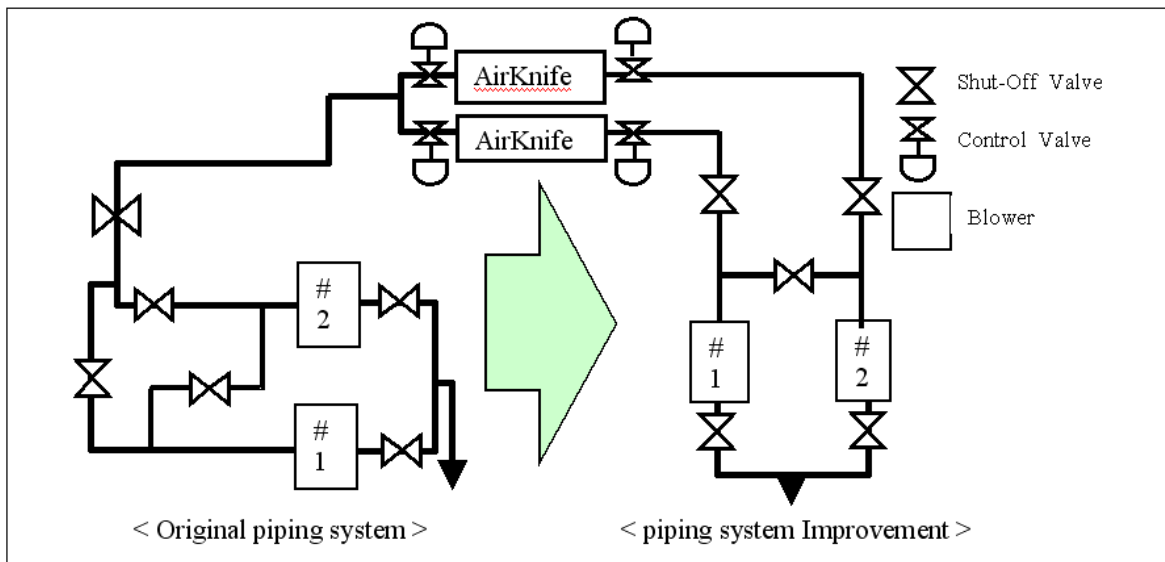 AirKnife
AirKnife
Shut-Off Valve
Control Valve
Blower
#
2
#
1
#
1
#
2
< Original piping system >
< piping system Improvement >